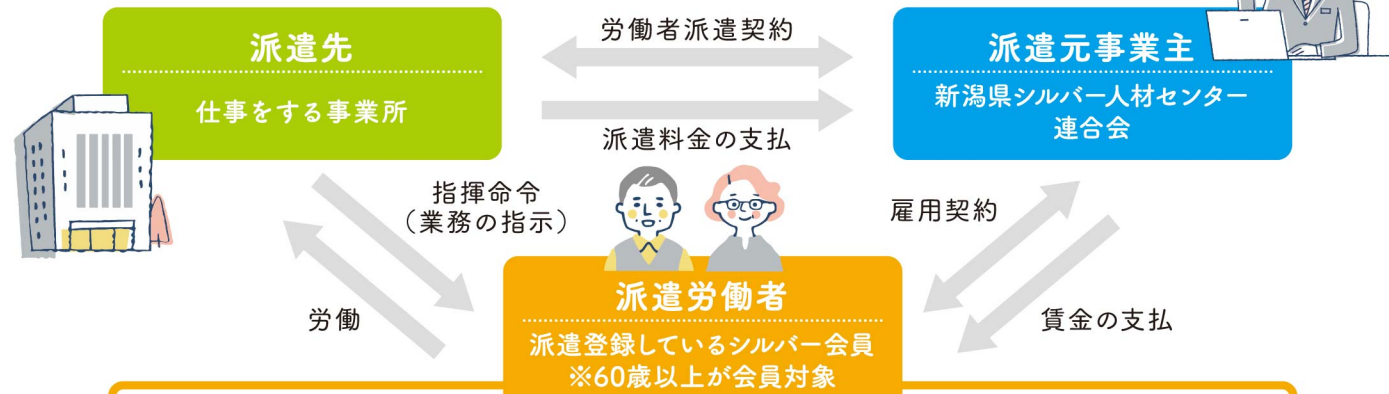 派遣先
仕事をする事業所
労働者派遣契約
派遣料金の支払
派遣元事業主
新潟県シルバー人材センター
連合会
指揮命令
（業務の指示）
労働
雇用契約
賃金の支払
派遣労働者
派遣登録しているシルバー会員
※60歳以上が会員対象